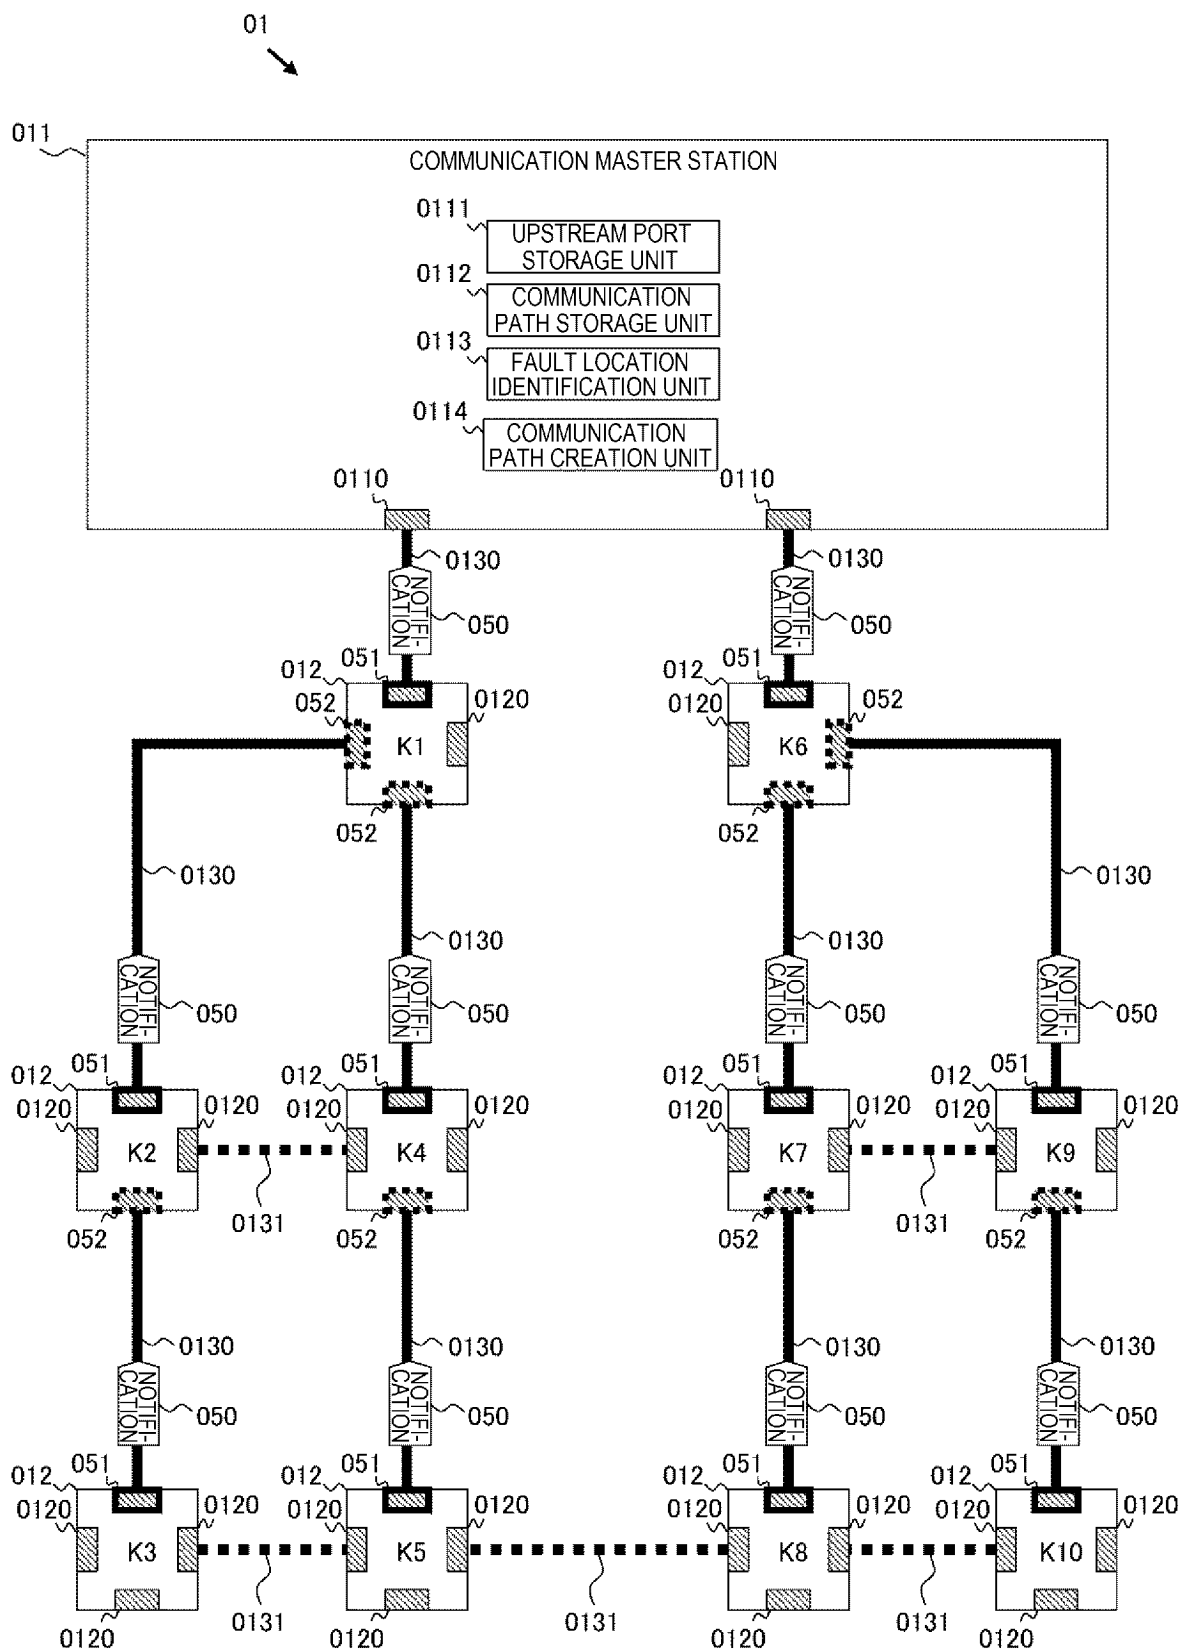 01
011
COMMUNICATION MASTER STATION
0111
UPSTREAM PORT
STORAGE UNIT
0112
COMMUNICATION
PATH STORAGE UNIT
0113
FAULT LOCATION
IDENTIFICATION UNIT
0114
COMMUNICATION
PATH CREATION UNIT
0110 0110
0130 0130
NOTIFI-
CATION
NOTIFI-
CATION
050 050
012 051 012 051
052 0120 0120 052
K1 K6
052 052
0130 0130
0130 0130
NOTIFI-
CATION
NOTIFI-
CATION
NOTIFI-
CATION
NOTIFI-
CATION
050 050 050 050
012 051 012 051 012 051 012 051
0120 0120 0120 0120 0120 0120 0120 0120
K2 K4 K7 K9
052 0131 052 052 0131 052
0130 0130 0130 0130
NOTIFI-
CATION
NOTIFI-
CATION
NOTIFI-
CATION
NOTIFI-
CATION
050 050 050 050
012 051 012 051 012 051 012 051
0120 0120 0120 0120 0120 0120 0120 0120
K3 K5 K8 K10
0131 0131 0131
0120 0120 0120 0120